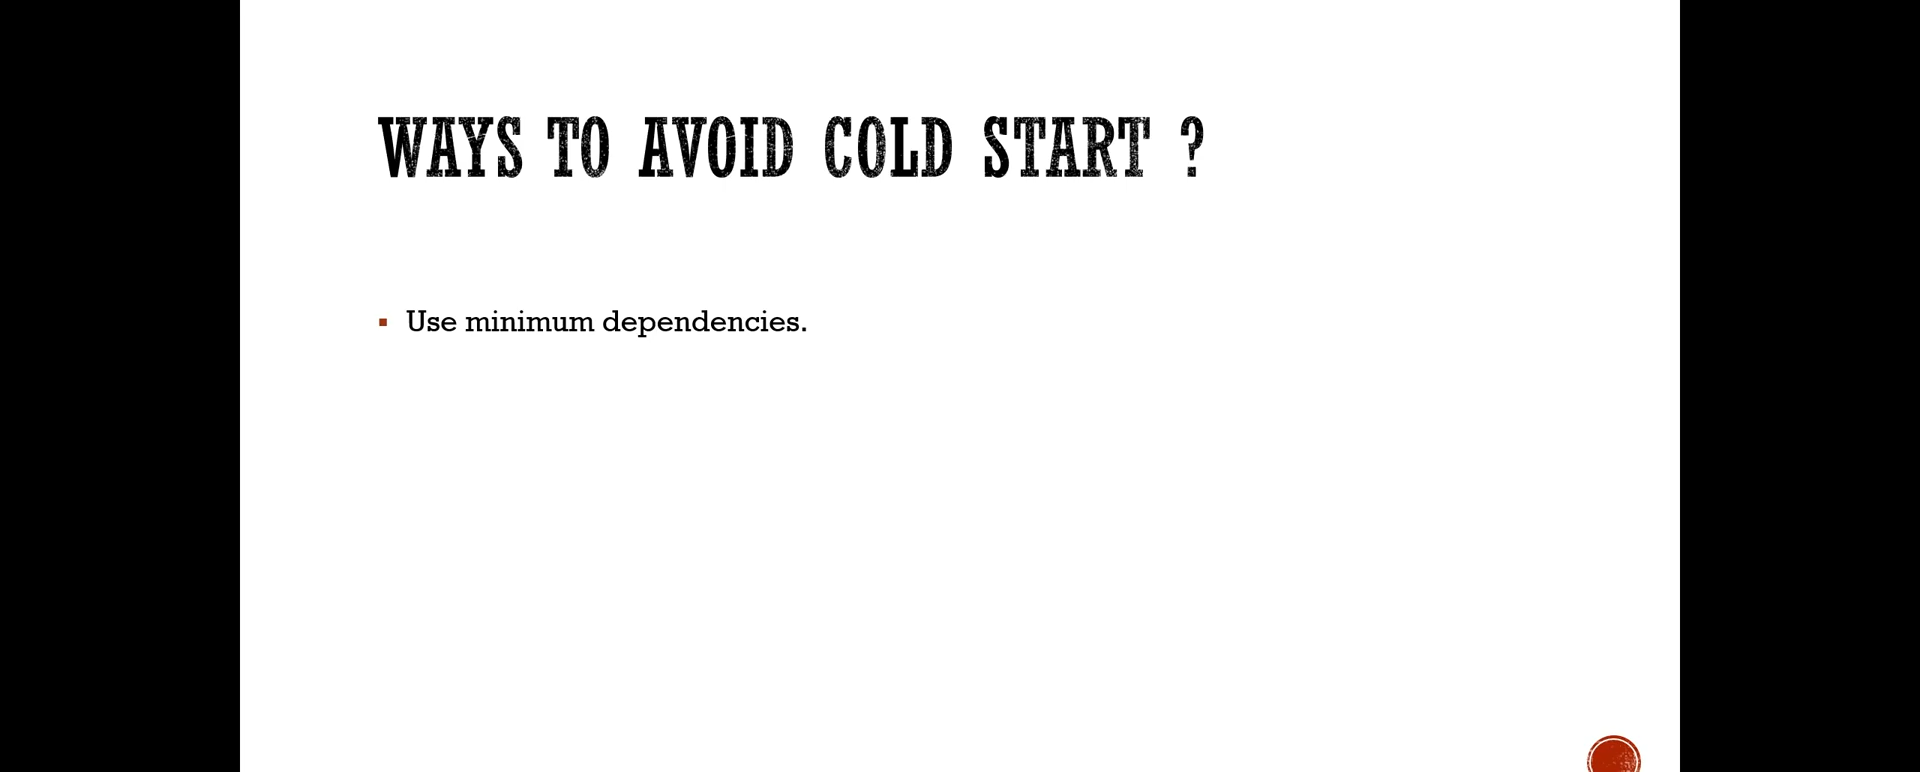 WAYS TO AVOID COLD START ?
Use minimum dependencies.